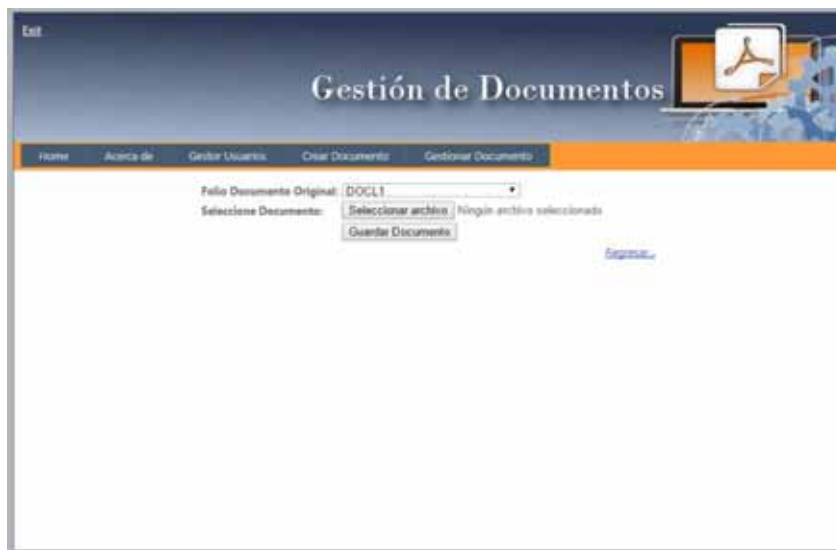 Exit
Gestión de Documentos
Home Acerca de Gestor Usuarios Crear Documento Gestionar Documento
Folio Documento Original: DOCL1
Seleccione Documento: Seleccionar archivo Ningún archivo seleccionado
Guardar Documento
Regresar...